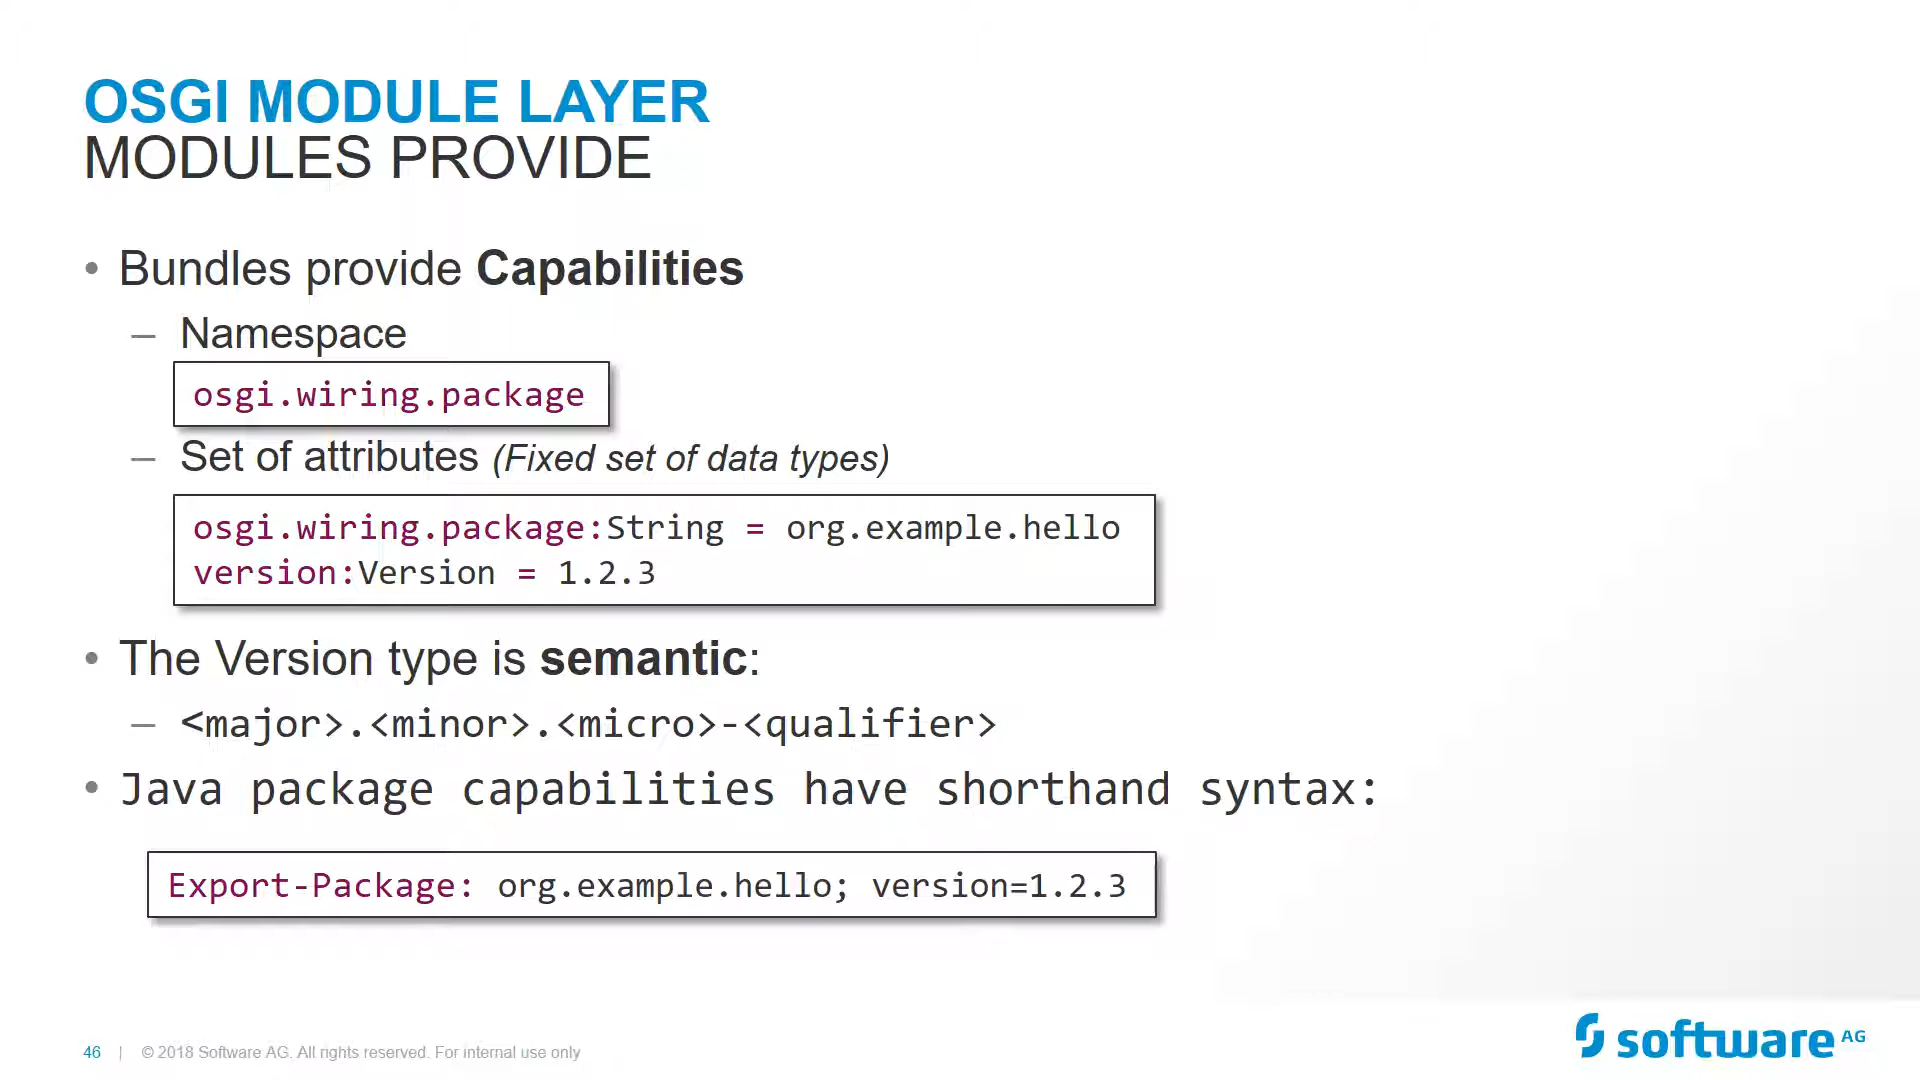 OSGI MODULE LAYER
MODULES PROVIDE
• Bundles provide Capabilities
– Namespace
osgi.wiring.package
– Set of attributes (Fixed set of data types)
osgi.wiring.package:String = org.example.hello
version:Version = 1.2.3
• The Version type is semantic:
– <major>.<minor>.<micro>-<qualifier>
• Java package capabilities have shorthand syntax:
Export-Package: org.example.hello; version=1.2.3
46 | © 2018 Software AG. All rights reserved. For internal use only
software AG